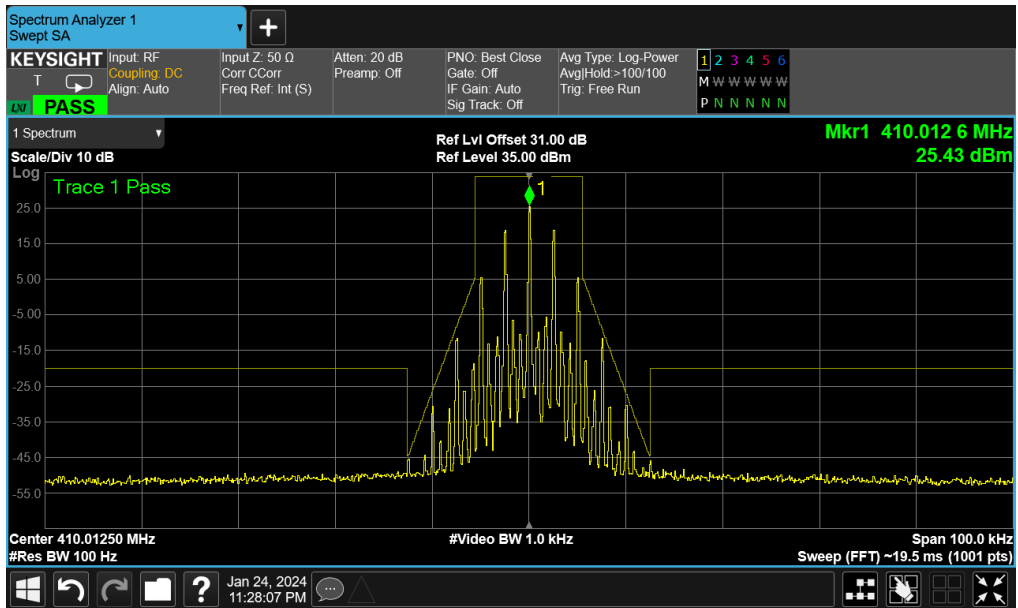 Spectrum Analyzer 1
Swept SA
KEYSIGHT
T
LXI
PASS
Input: RF
Coupling: DC
Align: Auto
Input Z: 50 Ω
Corr CCorr
Freq Ref: Int (S)
Atten: 20 dB
Preamp: Off
PNO: Best Close
Gate: Off
IF Gain: Auto
Sig Track: Off
Avg Type: Log-Power
Avg|Hold:>100/100
Trig: Free Run
1 2 3 4 5 6
M W W W W W
P N N N N N
1 Spectrum
Scale/Div 10 dB
Ref Lvl Offset 31.00 dB
Ref Level 35.00 dBm
Mkr1 410.012 6 MHz
25.43 dBm
Log
Trace 1 Pass
1
25.0
15.0
5.00
-5.00
-15.0
-25.0
-35.0
-45.0
-55.0
Center 410.01250 MHz
#Res BW 100 Hz
#Video BW 1.0 kHz
Span 100.0 kHz
Sweep (FFT) ~19.5 ms (1001 pts)
?
Jan 24, 2024
11:28:07 PM